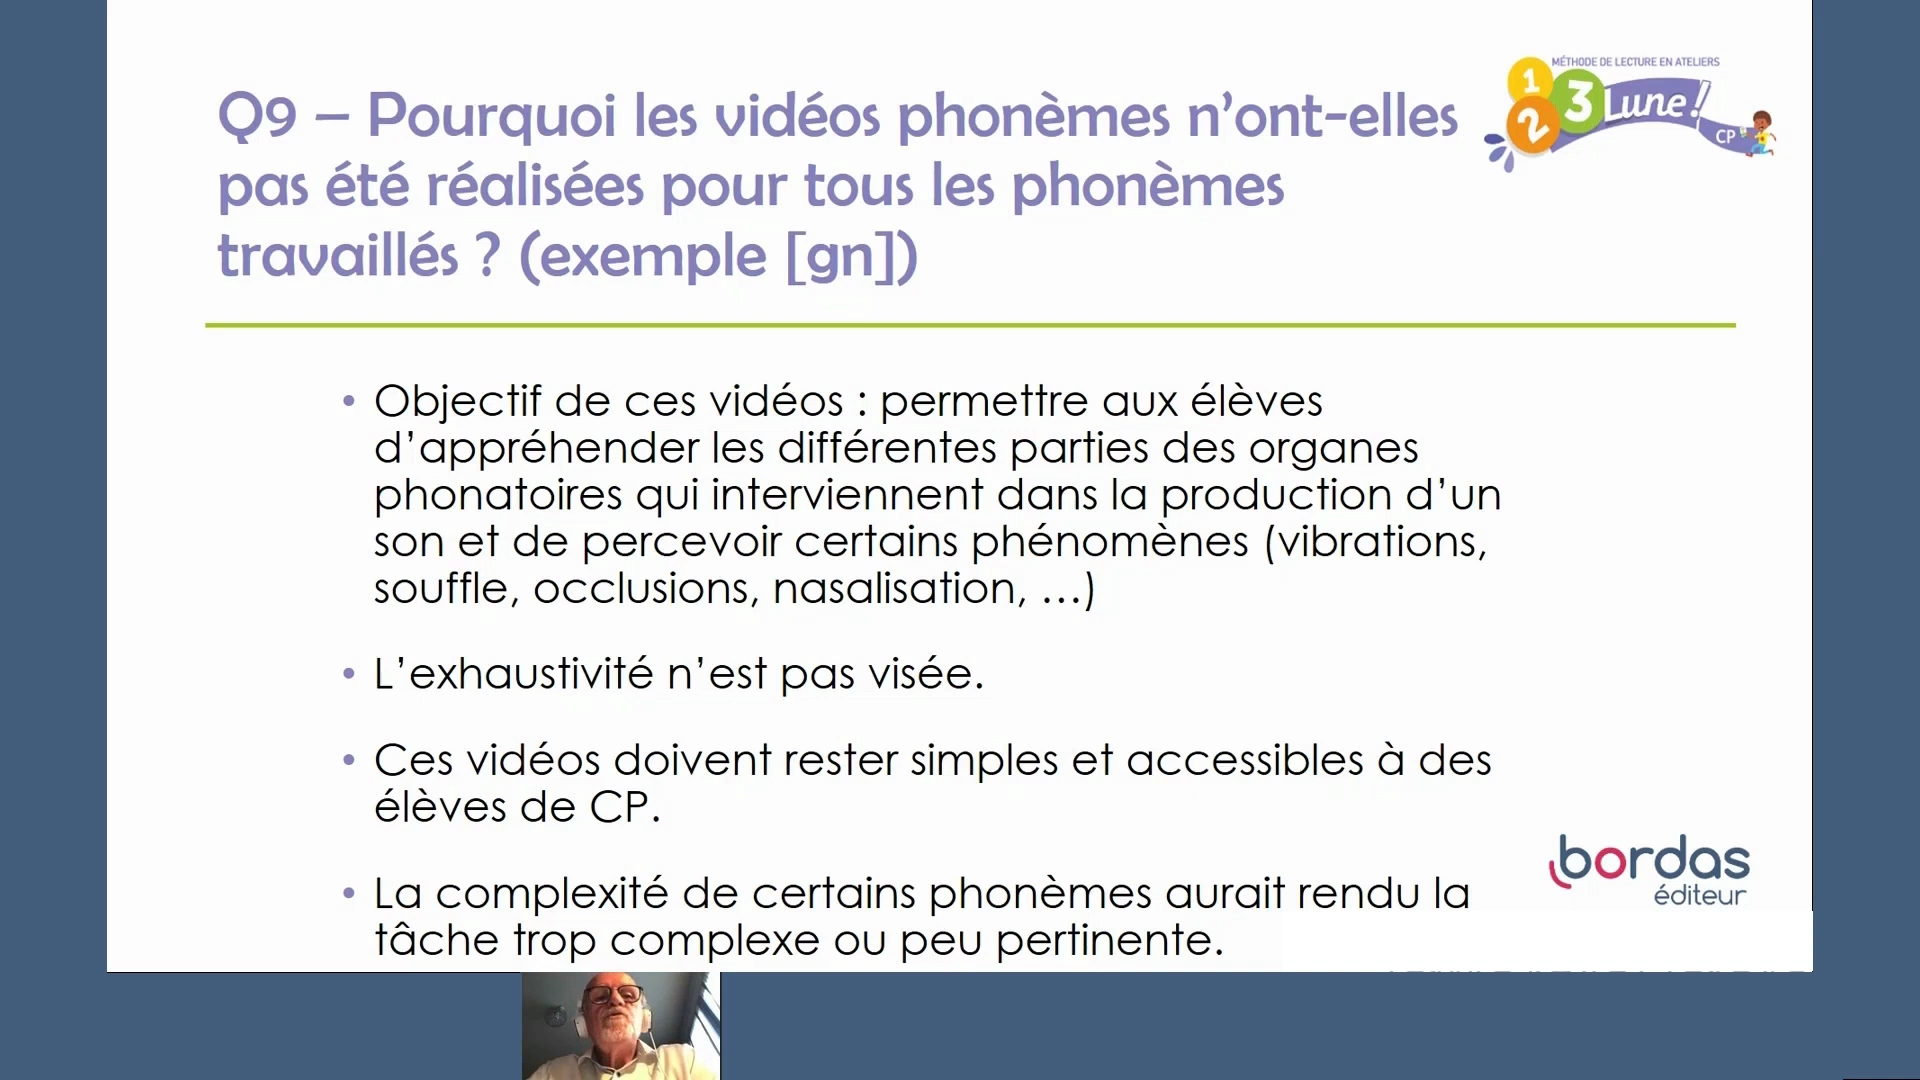 MÉTHODE DE LECTURE EN ATELIERS
1 2 3 Lune !
CP
Q9 – Pourquoi les vidéos phonèmes n’ont-elles
pas été réalisées pour tous les phonèmes
travaillés ? (exemple [gn])
• Objectif de ces vidéos : permettre aux élèves
d’appréhender les différentes parties des organes
phonatoires qui interviennent dans la production d’un
son et de percevoir certains phénomènes (vibrations,
souffle, occlusions, nasalisation, …)
• L’exhaustivité n’est pas visée.
• Ces vidéos doivent rester simples et accessibles à des
élèves de CP.
• La complexité de certains phonèmes aurait rendu la
tâche trop complexe ou peu pertinente.
bordas
éditeur